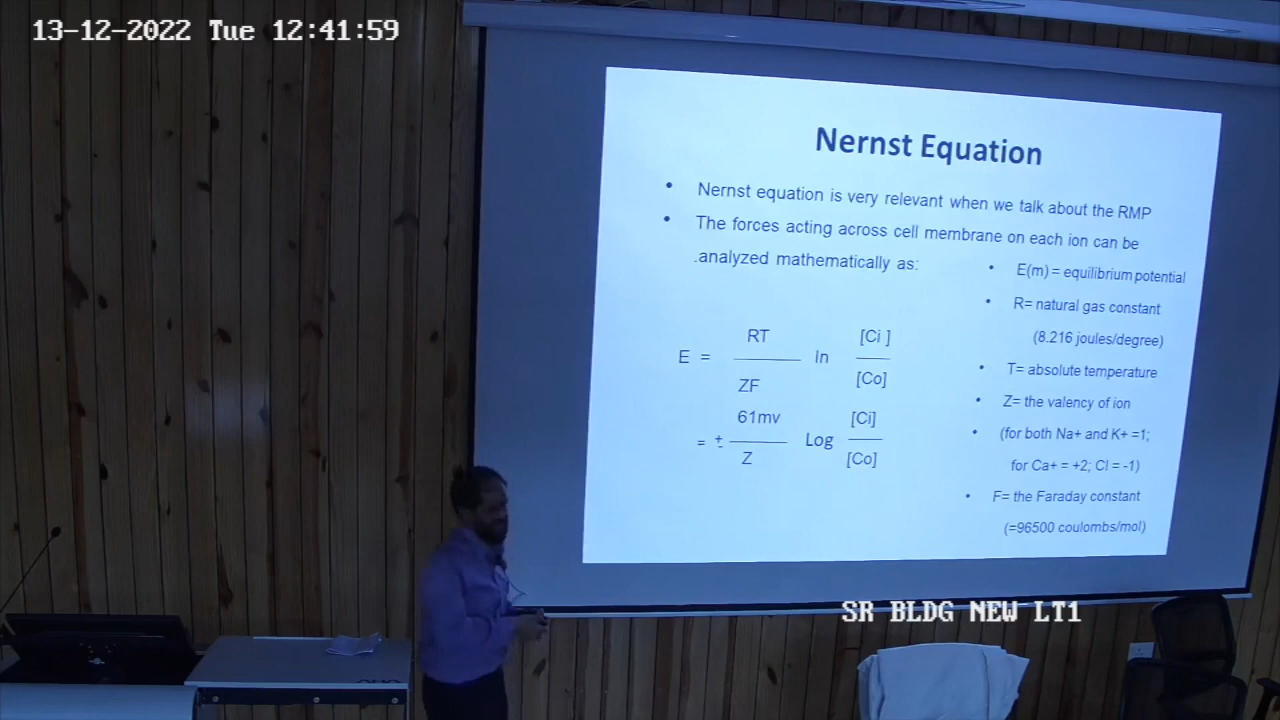 13-12-2022 Tue 12:41:59
Nernst Equation
• Nernst equation is very relevant when we talk about the RMP
• The forces acting across cell membrane on each ion can be
.analyzed mathematically as:
E = RT/ZF ln [Ci ]/[Co]
= ± 61mv/Z Log [Ci]/[Co]
• E(m) = equilibrium potential
• R= natural gas constant
(8.216 joules/degree)
• T= absolute temperature
• Z= the valency of ion
• (for both Na+ and K+ =1;
for Ca+ = +2; Cl = -1)
• F= the Faraday constant
(=96500 coulombs/mol)
SR BLDG NEW LT1